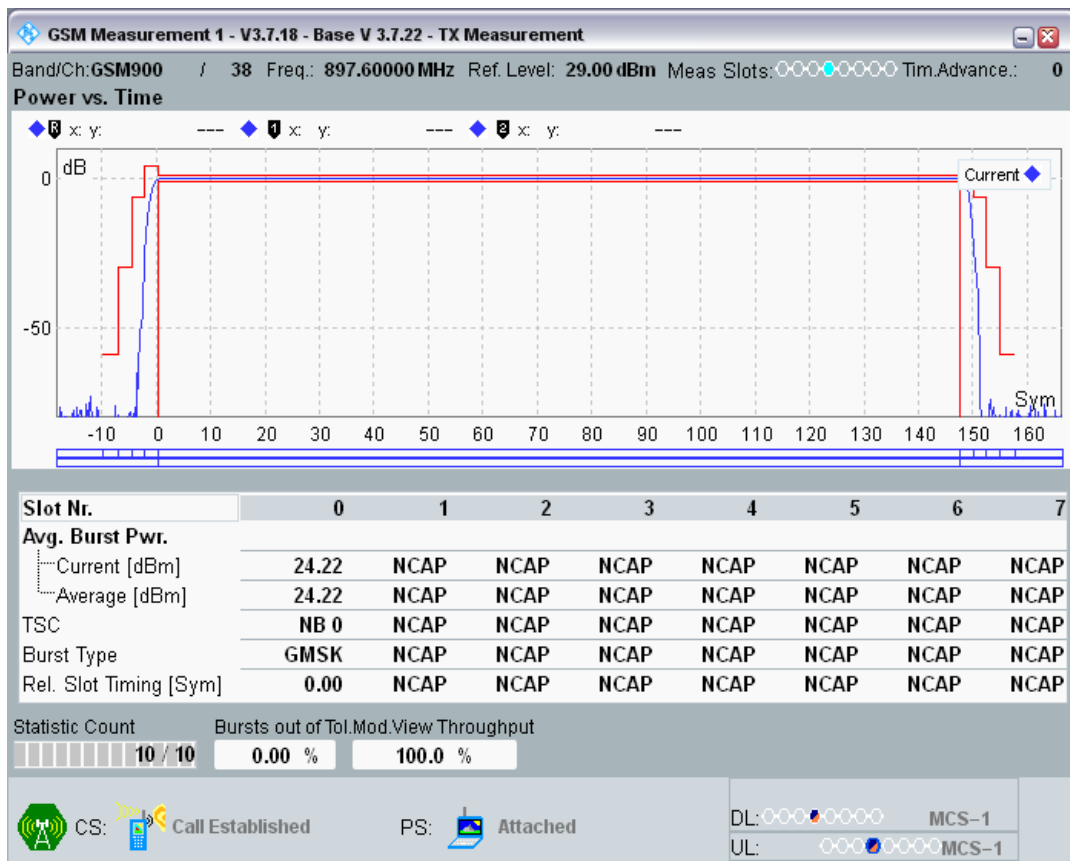 GSM Measurement 1 - V3.7.18 - Base V 3.7.22 - TX Measurement
Band/Ch:GSM900 / 38 Freq.: 897.60000 MHz Ref. Level: 29.00 dBm Meas Slots: Tim.Advance.: 0
Power vs. Time
R x: y: --- 1 x: y: --- 2 x: y: ---
dB
0
Current
-50
Sym
-10 0 10 20 30 40 50 60 70 80 90 100 110 120 130 140 150 160
Slot Nr. 0 1 2 3 4 5 6 7
Avg. Burst Pwr.
Current [dBm] 24.22 NCAP NCAP NCAP NCAP NCAP NCAP NCAP
Average [dBm] 24.22 NCAP NCAP NCAP NCAP NCAP NCAP NCAP
TSC NB 0 NCAP NCAP NCAP NCAP NCAP NCAP NCAP
Burst Type GMSK NCAP NCAP NCAP NCAP NCAP NCAP NCAP
Rel. Slot Timing [Sym] 0.00 NCAP NCAP NCAP NCAP NCAP NCAP NCAP
Statistic Count Bursts out of Tol.Mod.View Throughput
10 / 10 0.00 % 100.0 %
CS: Call Established PS: Attached
DL: MCS-1
UL: MCS-1